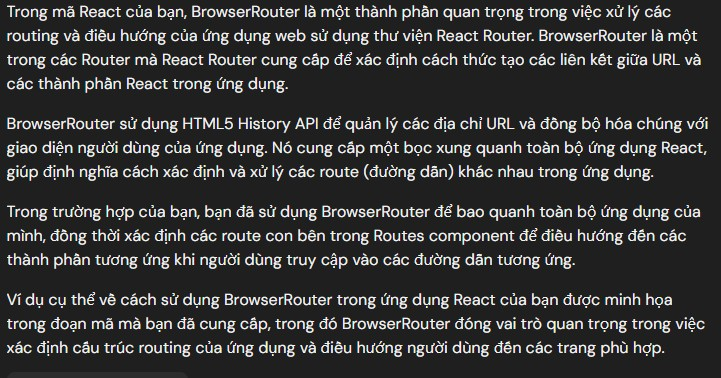 Trong mã React của bạn, BrowserRouter là một thành phần quan trọng trong việc xử lý các
routing và điều hướng của ứng dụng web sử dụng thư viện React Router. BrowserRouter là một
trong các Router mà React Router cung cấp để xác định cách thức tạo các liên kết giữa URL và
các thành phần React trong ứng dụng.
BrowserRouter sử dụng HTML5 History API để quản lý các địa chỉ URL và đồng bộ hóa chúng với
giao diện người dùng của ứng dụng. Nó cung cấp một bọc xung quanh toàn bộ ứng dụng React,
giúp định nghĩa cách xác định và xử lý các route (đường dẫn) khác nhau trong ứng dụng.
Trong trường hợp của bạn, bạn đã sử dụng BrowserRouter để bao quanh toàn bộ ứng dụng của
mình, đồng thời xác định các route con bên trong Routes component để điều hướng đến các
thành phần tương ứng khi người dùng truy cập vào các đường dẫn tương ứng.
Ví dụ cụ thể về cách sử dụng BrowserRouter trong ứng dụng React của bạn được minh họa
trong đoạn mã mà bạn đã cung cấp, trong đó BrowserRouter đóng vai trò quan trọng trong việc
xác định cấu trúc routing của ứng dụng và điều hướng người dùng đến các trang phù hợp.